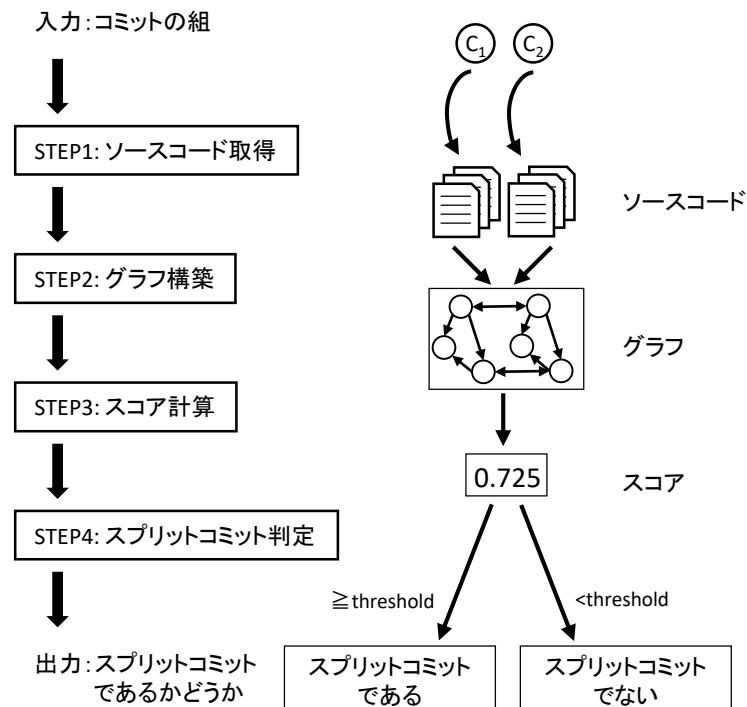 入力：コミットの組
C1 C2
STEP1: ソースコード取得
ソースコード
STEP2: グラフ構築
グラフ
STEP3: スコア計算
0.725
スコア
STEP4: スプリットコミット判定
≧threshold
<threshold
出力：スプリットコミット
であるかどうか
スプリットコミット
である
スプリットコミット
でない